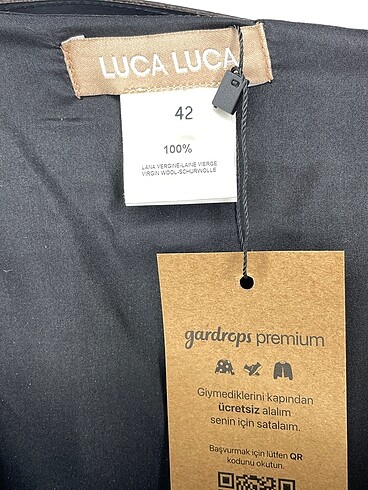 LUCA LUCA
42
100%
LANA VERGINE-LAINE VIERGE
VIRGIN WOOL-SCHURWOLLE
gardrops premium
Giymediklerini kapından
ücretsiz alalım
senin için satalım.
Başvurmak için lütfen QR
kodunu okutun.